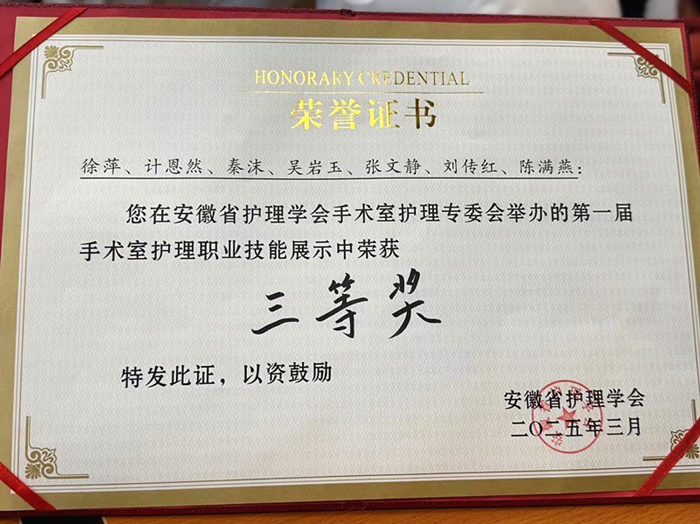 HONORARY CREDENTIAL
荣誉证书
徐萍、计恩然、秦沫、吴岩玉、张文静、刘传红、陈满燕：
您在安徽省护理学会手术室护理专委会举办的第一届
手术室护理职业技能展示中荣获
三等奖
特发此证，以资鼓励
安徽省护理学会
二〇二五年三月